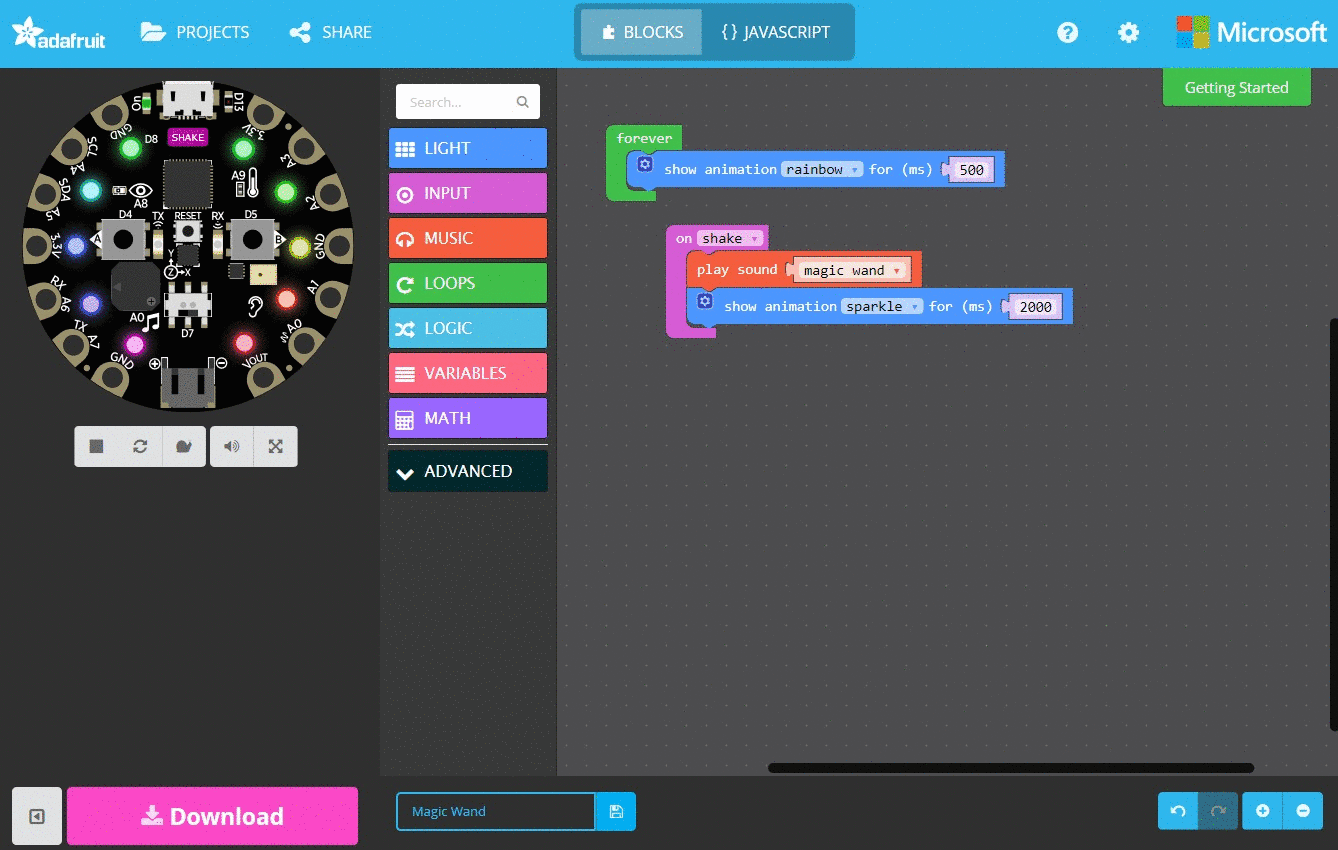 adafruit
PROJECTS
SHARE
BLOCKS
{ } JAVASCRIPT
Microsoft
Getting Started
On
D13
GND
D8
SHAKE
3.3V
SCL
A4
A9
A3
SDA
A5
A8
A2
D4
TX
RESET
RX
D5
3.3V
A
B
GND
Y
Z
X
RX
A6
A1
TX
A7
A0
D7
A0
GND
VOUT
Search...
LIGHT
INPUT
MUSIC
LOOPS
LOGIC
VARIABLES
MATH
ADVANCED
forever
show animation rainbow for (ms) 500
on shake
play sound magic wand
show animation sparkle for (ms) 2000
Download
Magic Wand